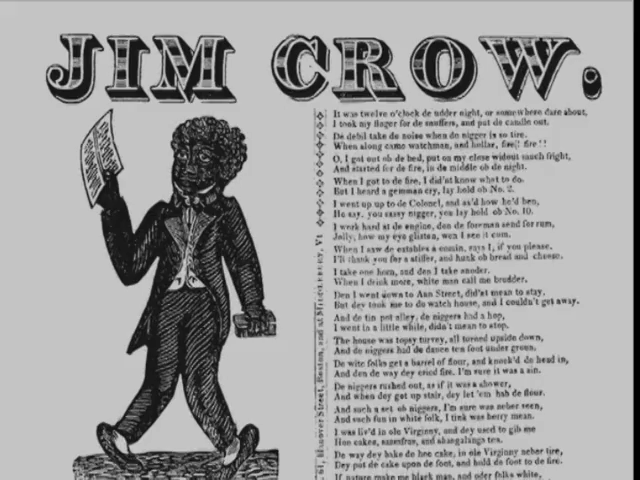 JIM CROW.
It was twelve o'clock de udder night, or somewhere dare about,
I took my finger for de snuffers, and put de candle out.
De debil take de noise when de nigger is so tire.
When along came watchman, and hollar, fire!! fire!!
O, I got out ob de bed, put on my close widout much fright,
And started for de fire, in de middle ob de night.
When I got to de fire, I did'nt know what to do.
But I heard a gemman cry, lay hold ob No. 2.
I went up up to de Colonel, and as'd how he'd ben,
He say, you sassy nigger, you lay hold ob No. 10.
I work hard at de engine, den de foreman send for rum,
Jolly, how my eye glisten, wen I see it cum.
When I saw de estables a comin, says I, if you please,
I'll thank you for a stiffer, and hunk ob bread and cheese.
I take one horn, and den I take anoder.
When I drink more, white man call me brudder.
Den I went down to Ann Street, did'nt mean to stay.
But dey took me to de watch house, and I couldn't get away.
And de tin pot alley, de niggers had a hop,
I went in a little while, didn't mean to stop.
The house was topsy turvey, all turned upside down,
And de niggers had de dance ten foot under groun.
De wite folks get a barrel of flour, and knock'd de head in,
And den de way dey cried fire, I'm sure it was a sin.
De niggers rushed out, as if it was a shower,
And when dey got up stair, dey let 'em hab de flour.
And such a set ob niggers, I'm sure was neber seen,
And such fun in white folk, I tink was berry mean.
I was liv'd in ole Virginny, and dey used to gib me
Hoe cakes, sassefras, and shangalanga tea.
De way dey bake de hoe cake, in ole Virginny neber tire,
Dey put de cake upon de foot, and hold de foot to de fire.
If nature make me black man, and oder folks white,
61, Hanover Street, Boston, and at